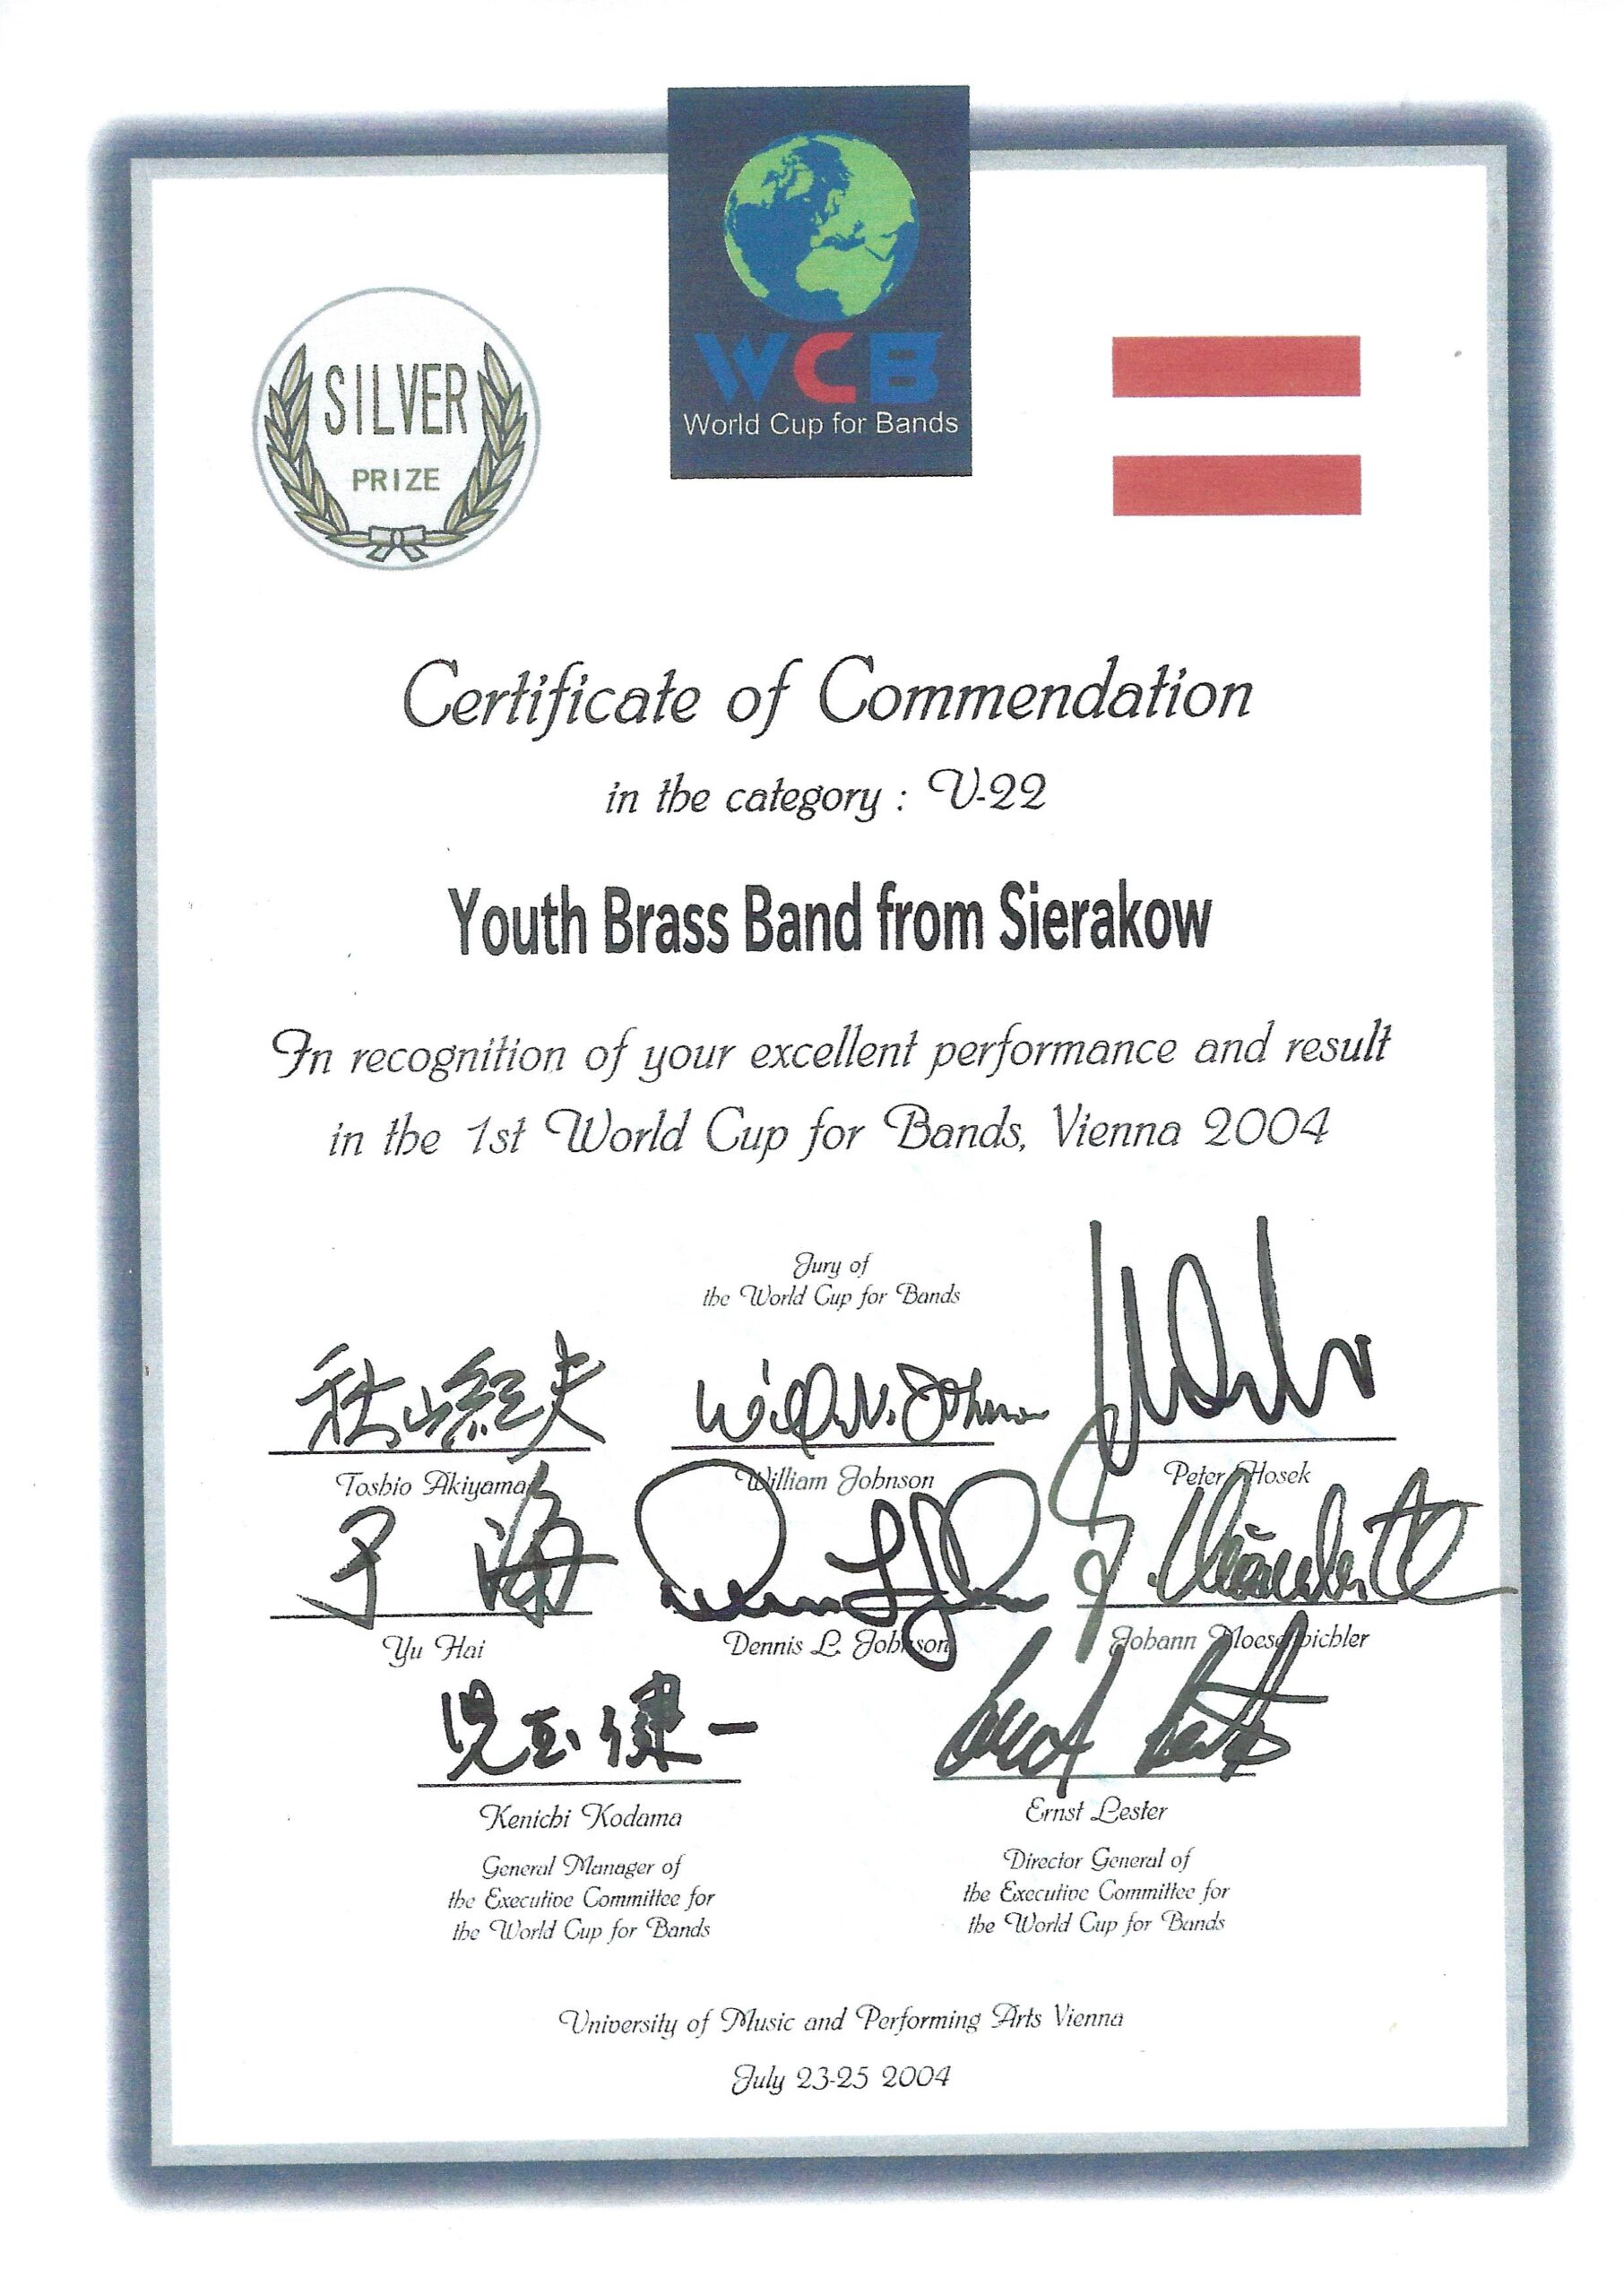 WCB
World Cup for Bands
SILVER
PRIZE
Certificate of Commendation
in the category : U-22
Youth Brass Band from Sierakow
In recognition of your excellent performance and result
in the 1st World Cup for Bands, Vienna 2004
Jury of
the World Cup for Bands
秋山紀夫
Toshio Akiyama
William Johnson
Peter Hosek
于 海
Yu Hai
Dennis L. Johnson
Johann Moesenbichler
児玉健一
Kenichi Kodama
General Manager of
the Executive Committee for
the World Cup for Bands
Ernst Lester
Director General of
the Executive Committee for
the World Cup for Bands
University of Music and Performing Arts Vienna
July 23-25 2004